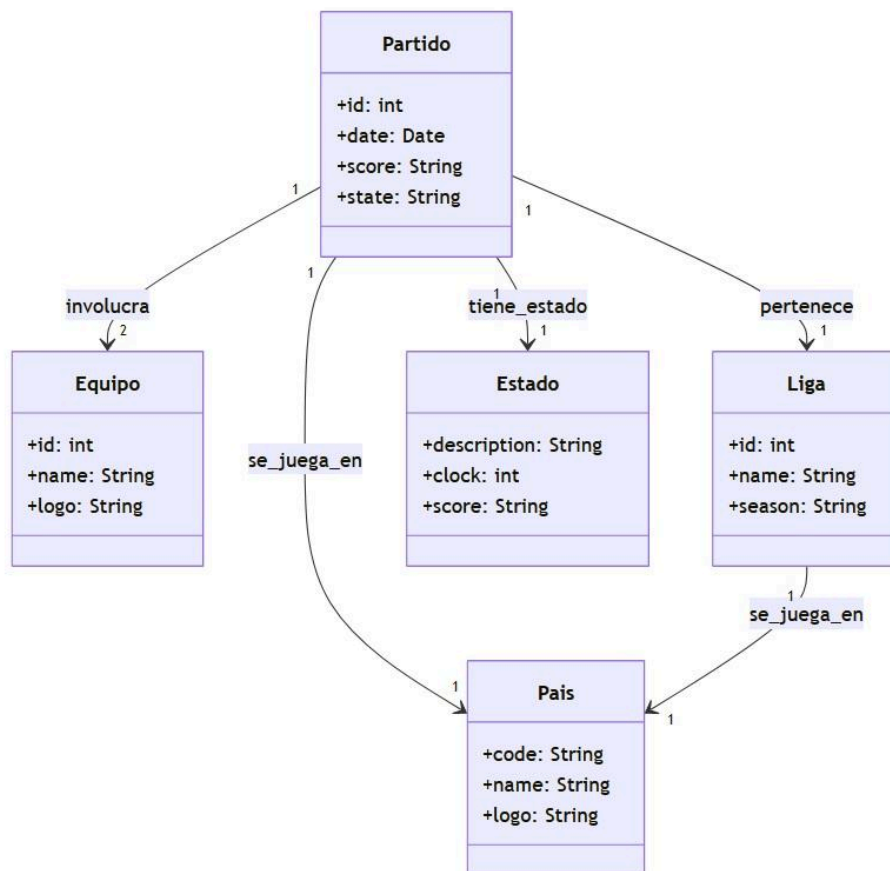 Partido
+id: int
+date: Date
+score: String
+state: String
1
1
1
1
involucra
tiene_estado
pertenece
2
1
1
Equipo
+id: int
+name: String
+logo: String
se_juega_en
Estado
+description: String
+clock: int
+score: String
Liga
+id: int
+name: String
+season: String
1
se_juega_en
1
1
Pais
+code: String
+name: String
+logo: String